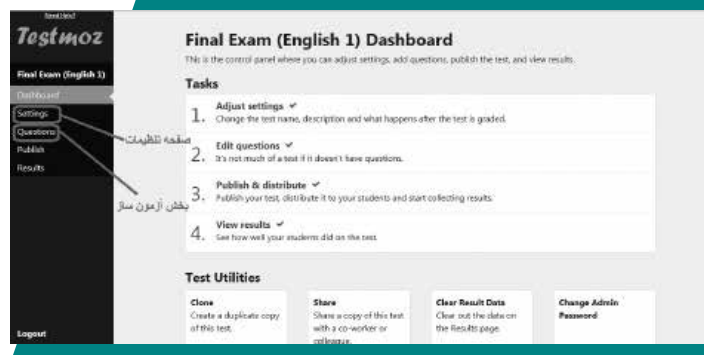 Need Help?
Testmoz
Final Exam (English 1)
Dashboard
Settings
Questions
Publish
Results
Logout
صفحه تنظیمات
بخش آزمون ساز
Final Exam (English 1) Dashboard
This is the control panel where you can adjust settings, add questions, publish the test, and view results.
Tasks
1. Adjust settings ✔
Change the test name, description and what happens after the test is graded.
2. Edit questions ✔
It's not much of a test if it doesn't have questions.
3. Publish & distribute ✔
Publish your test, distribute it to your students and start collecting results.
4. View results ✔
See how well your students did on the test.
Test Utilities
Clone
Create a duplicate copy
of this test.
Share
Share a copy of this test
with a co-worker or
colleague.
Clear Result Data
Clear out the data on
the Results page.
Change Admin
Password